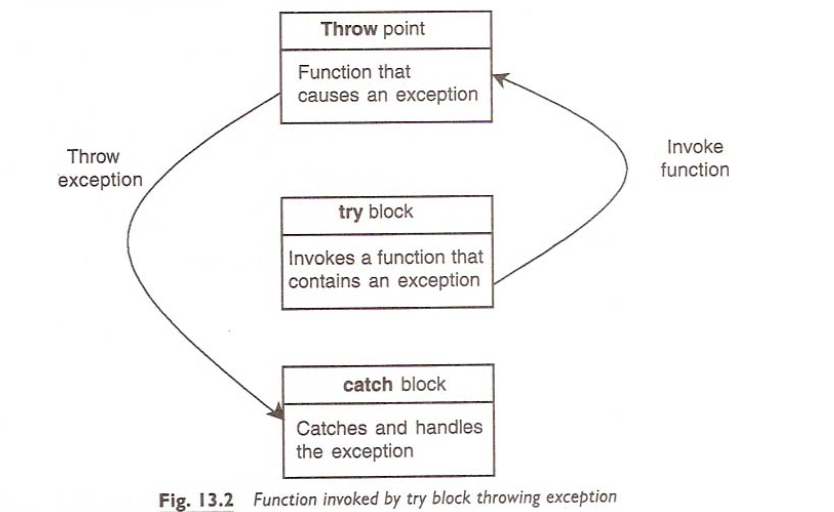 Throw point
Function that
causes an exception
Throw
exception
Invoke
function
try block
Invokes a function that
contains an exception
catch block
Catches and handles
the exception
Fig. 13.2 Function invoked by try block throwing exception